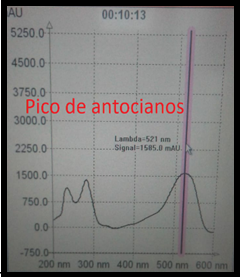 AU
00:10:13
5250.0
4500.0
3750.0
Pico de antocianos
3000.0
2250.0
Lambda=521 nm
Signal=1585.0 mAU
1500.0
750.0
0.0
-750.0
200 nm
300 nm
400 nm
500 nm
600 nm